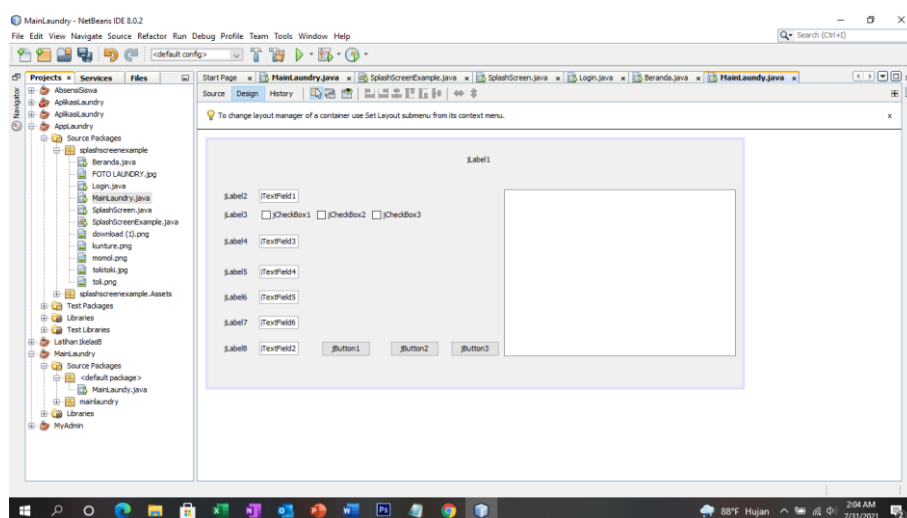 MainLaundry - NetBeans IDE 8.0.2
File Edit View Navigate Source Refactor Run Debug Profile Team Tools Window Help
Search (Ctrl+I)
<default config>
Projects Services Files
Start Page MainLaundry.java SplashScreenExample.java SplashScreen.java Login.java Beranda.java MainLaundy.java
Source Design History
Navigator
To change layout manager of a container use Set Layout submenu from its context menu.
AbsensiSiswa
AplikasiLaundry
AplikasiLaundry
AppLaundry
Source Packages
splashscreenexample
Beranda.java
FOTO LAUNDRY.jpg
Login.java
MainLaundry.java
SplashScreen.java
SplashScreenExample.java
download (1).png
kunture.png
momol.png
tokitoki.jpg
toli.png
splashscreenexample.Assets
Test Packages
Libraries
Test Libraries
Latihan1kelasB
MainLaundry
Source Packages
<default package>
MainLaundy.java
mainlaundry
Libraries
MyAdmin
jLabel1
jLabel2 jTextField1
jLabel3 jCheckBox1 jCheckBox2 jCheckBox3
jLabel4 jTextField3
jLabel5 jTextField4
jLabel6 jTextField5
jLabel7 jTextField6
jLabel8 jTextField2 jButton1 jButton2 jButton3
88°F Hujan
2:04 AM
7/31/2021